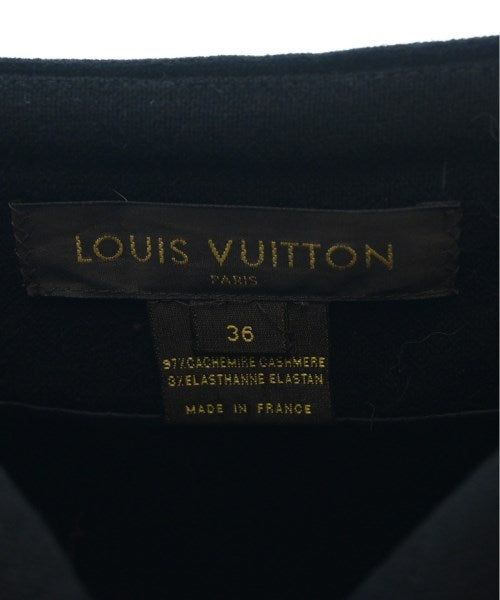 LOUIS VUITTON
PARIS
36
97%CACHEMIRE CASHMERE
3%ELASTHANNE ELASTAN
MADE IN FRANCE